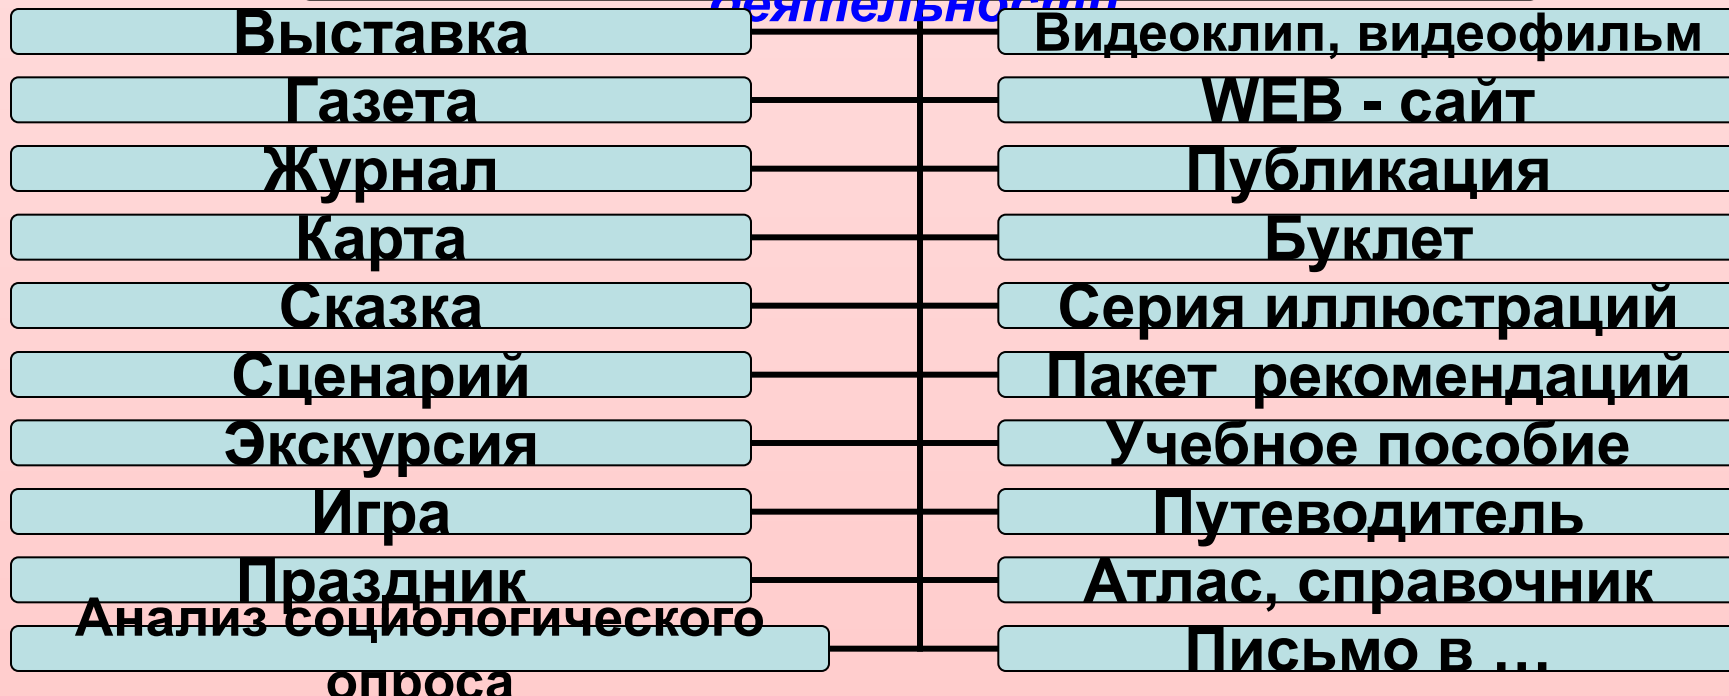 деятельности
Выставка
Видеоклип, видеофильм
Газета
WEB - сайт
Журнал
Публикация
Карта
Буклет
Сказка
Серия иллюстраций
Сценарий
Пакет рекомендаций
Экскурсия
Учебное пособие
Игра
Путеводитель
Праздник
Атлас, справочник
Анализ социологического
опроса
Письмо в ...